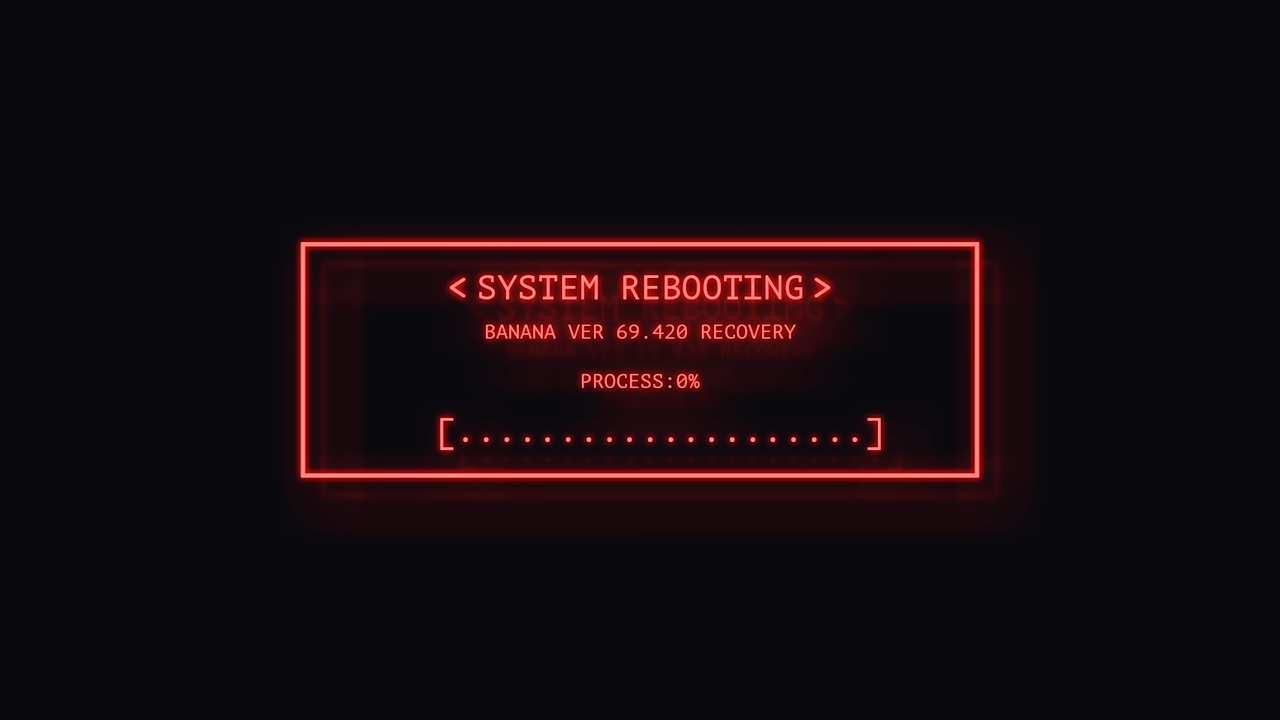 <SYSTEM REBOOTING>
BANANA VER 69.420 RECOVERY
PROCESS:0%
[...................]